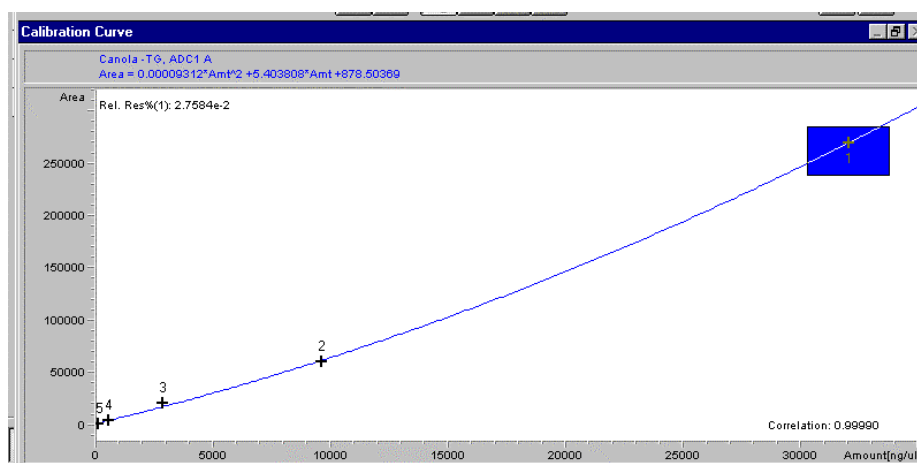 Calibration Curve
Canola -TG, ADC1 A
Area = 0.00009312*Amt^2 +5.403808*Amt +878.50369
Area
Rel. Res%(1): 2.7584e-2
250000
200000
150000
100000
50000
0
1
2
3
4
5
Correlation: 0.99990
0 5000 10000 15000 20000 25000 30000 Amount[ng/ul